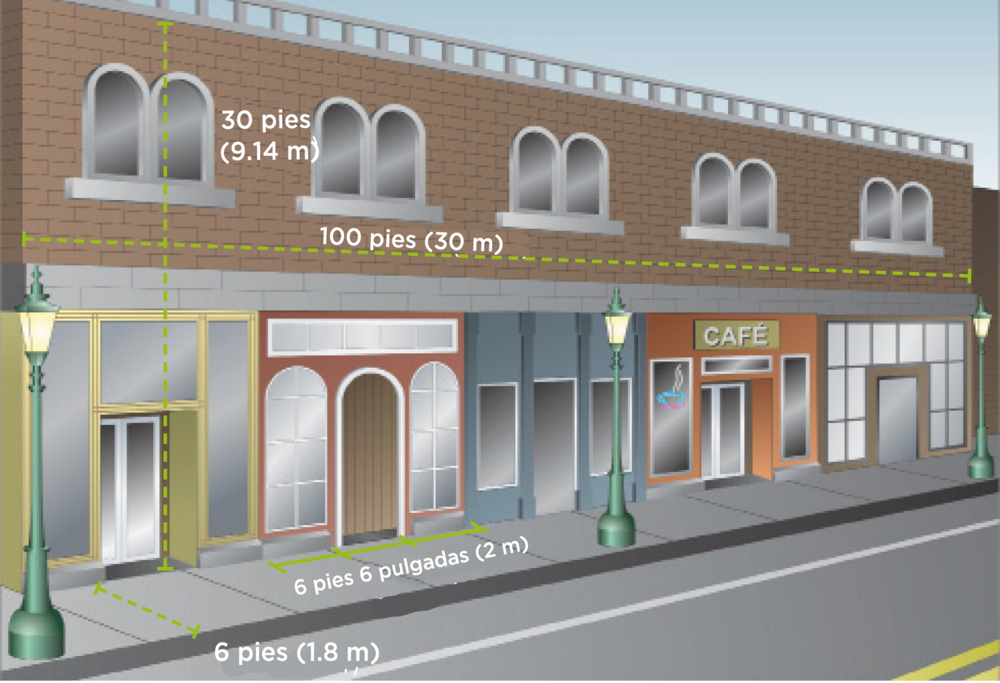 30 pies
(9.14 m)
100 pies (30 m)
CAFÉ
6 pies 6 pulgadas (2 m)
6 pies (1.8 m)